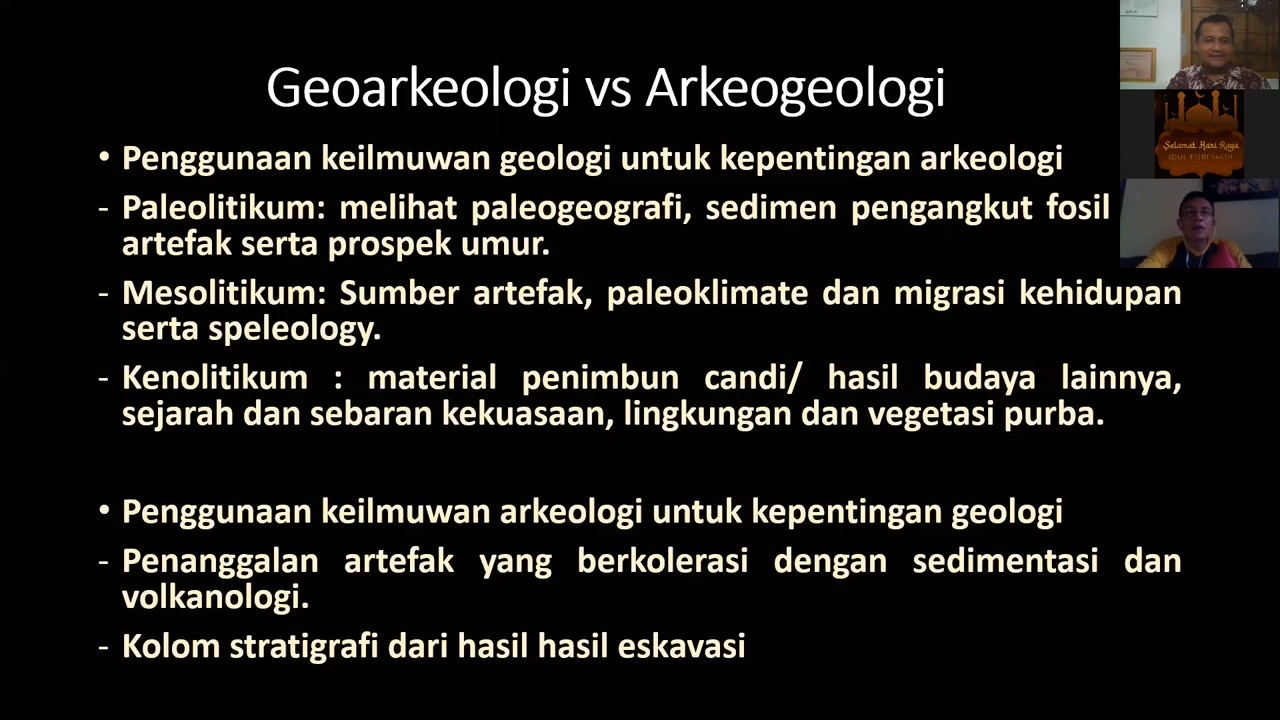 Geoarkeologi vs Arkeogeologi
• Penggunaan keilmuwan geologi untuk kepentingan arkeologi
- Paleolitikum: melihat paleogeografi, sedimen pengangkut fosil
artefak serta prospek umur.
- Mesolitikum: Sumber artefak, paleoklimate dan migrasi kehidupan
serta speleology.
- Kenolitikum : material penimbun candi/ hasil budaya lainnya,
sejarah dan sebaran kekuasaan, lingkungan dan vegetasi purba.
• Penggunaan keilmuwan arkeologi untuk kepentingan geologi
- Penanggalan artefak yang berkolerasi dengan sedimentasi dan
volkanologi.
- Kolom stratigrafi dari hasil hasil eskavasi
Selamat Hari Raya
IDUL FITRI 1441H